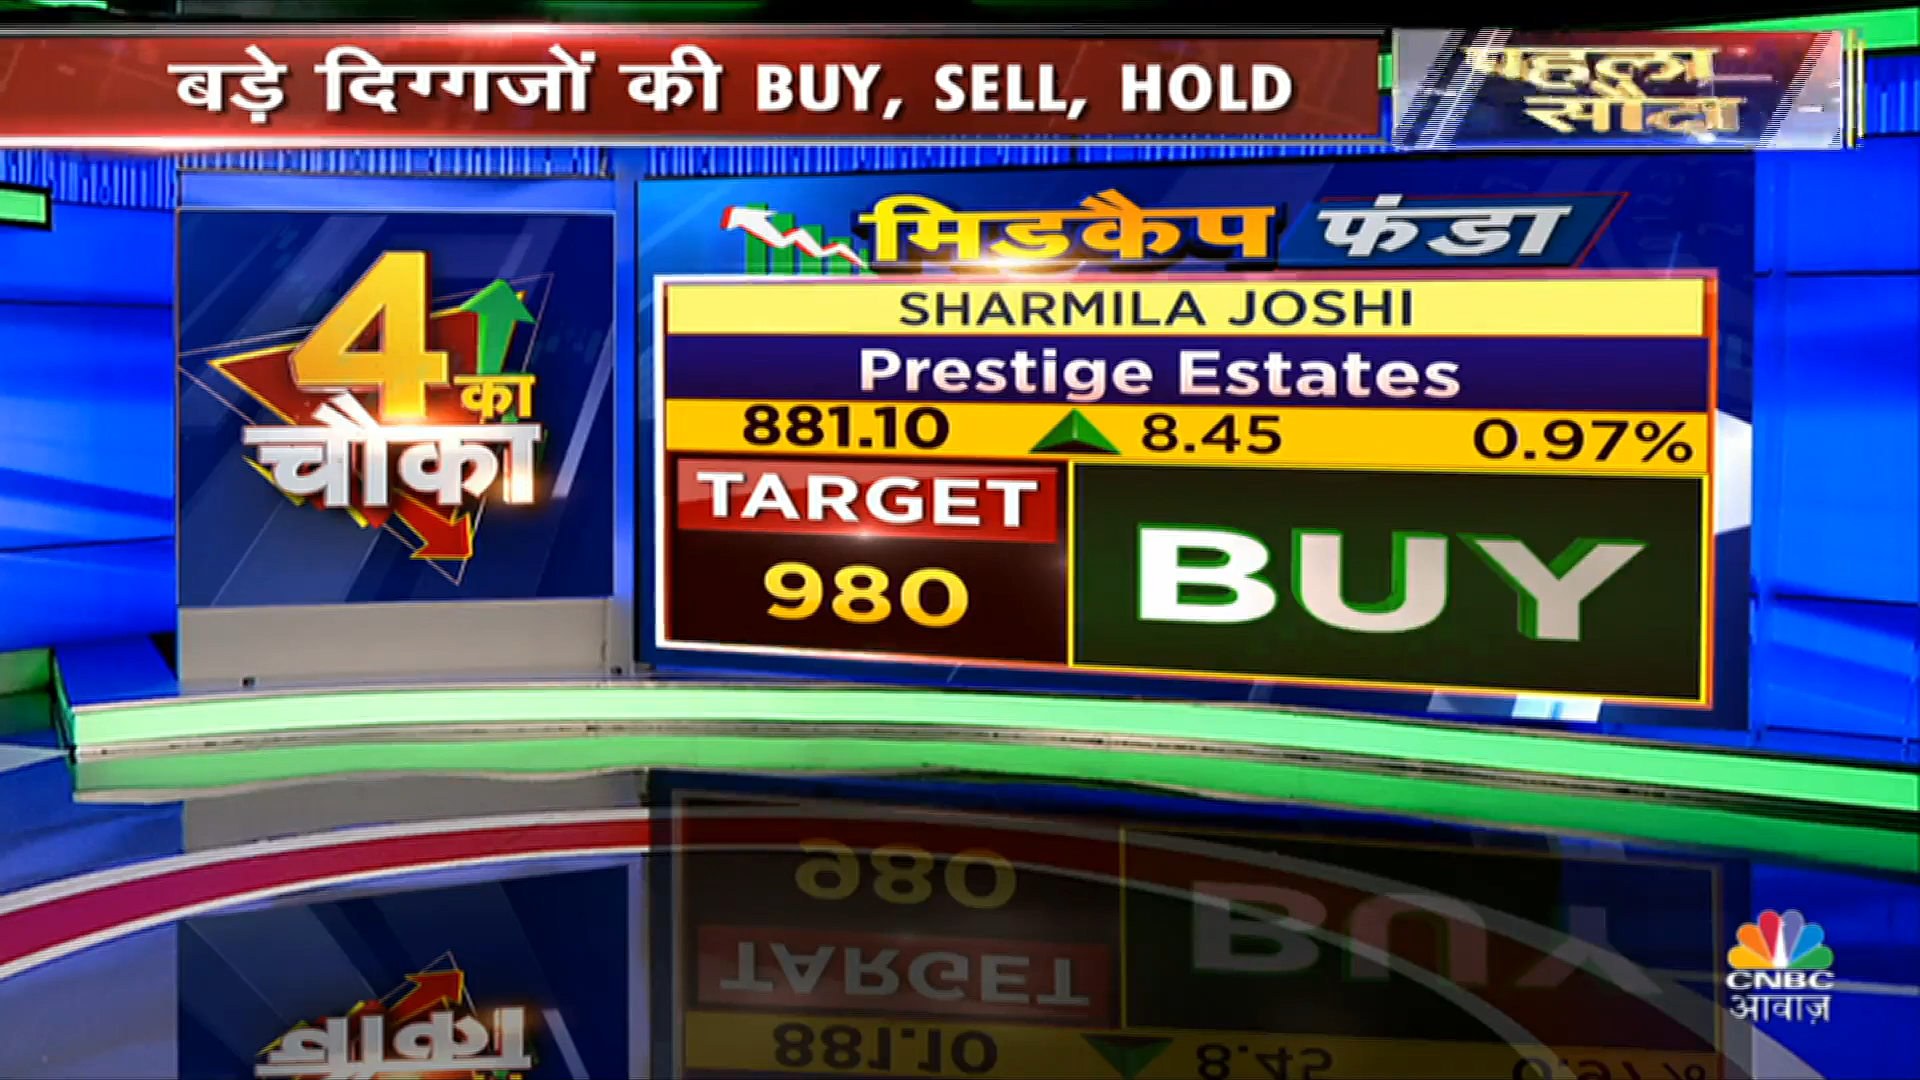 बड़े दिग्गजों की BUY, SELL, HOLD
पहला
सौदा
4 का
चौका
मिडकैप फंडा
SHARMILA JOSHI
Prestige Estates
881.10 8.45 0.97%
TARGET
980
BUY
CNBC
आवाज़